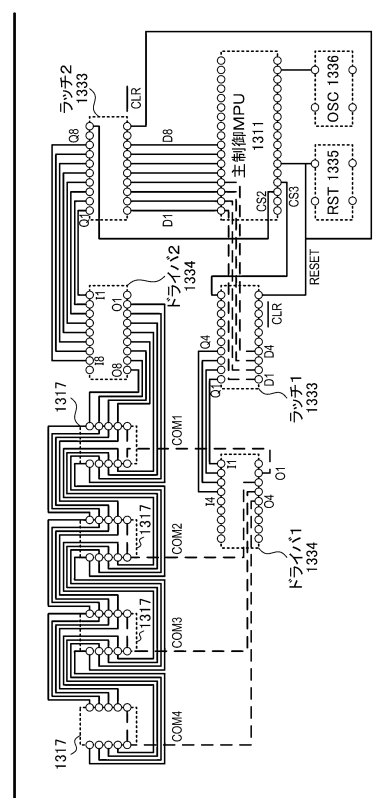 ラッチ2
1333
CLR
Q8
Q1
D8
D1
主制御MPU
1311
OSC 1336
RST 1335
CS2
CS3
ドライバ2
1334
I1
O1
I8
O8
RESET
Q4
Q1
CLR
D4
D1
ラッチ1
1333
1317
COM1
I1
I4
O1
O4
ドライバ1
1334
1317
COM2
1317
COM3
1317
COM4